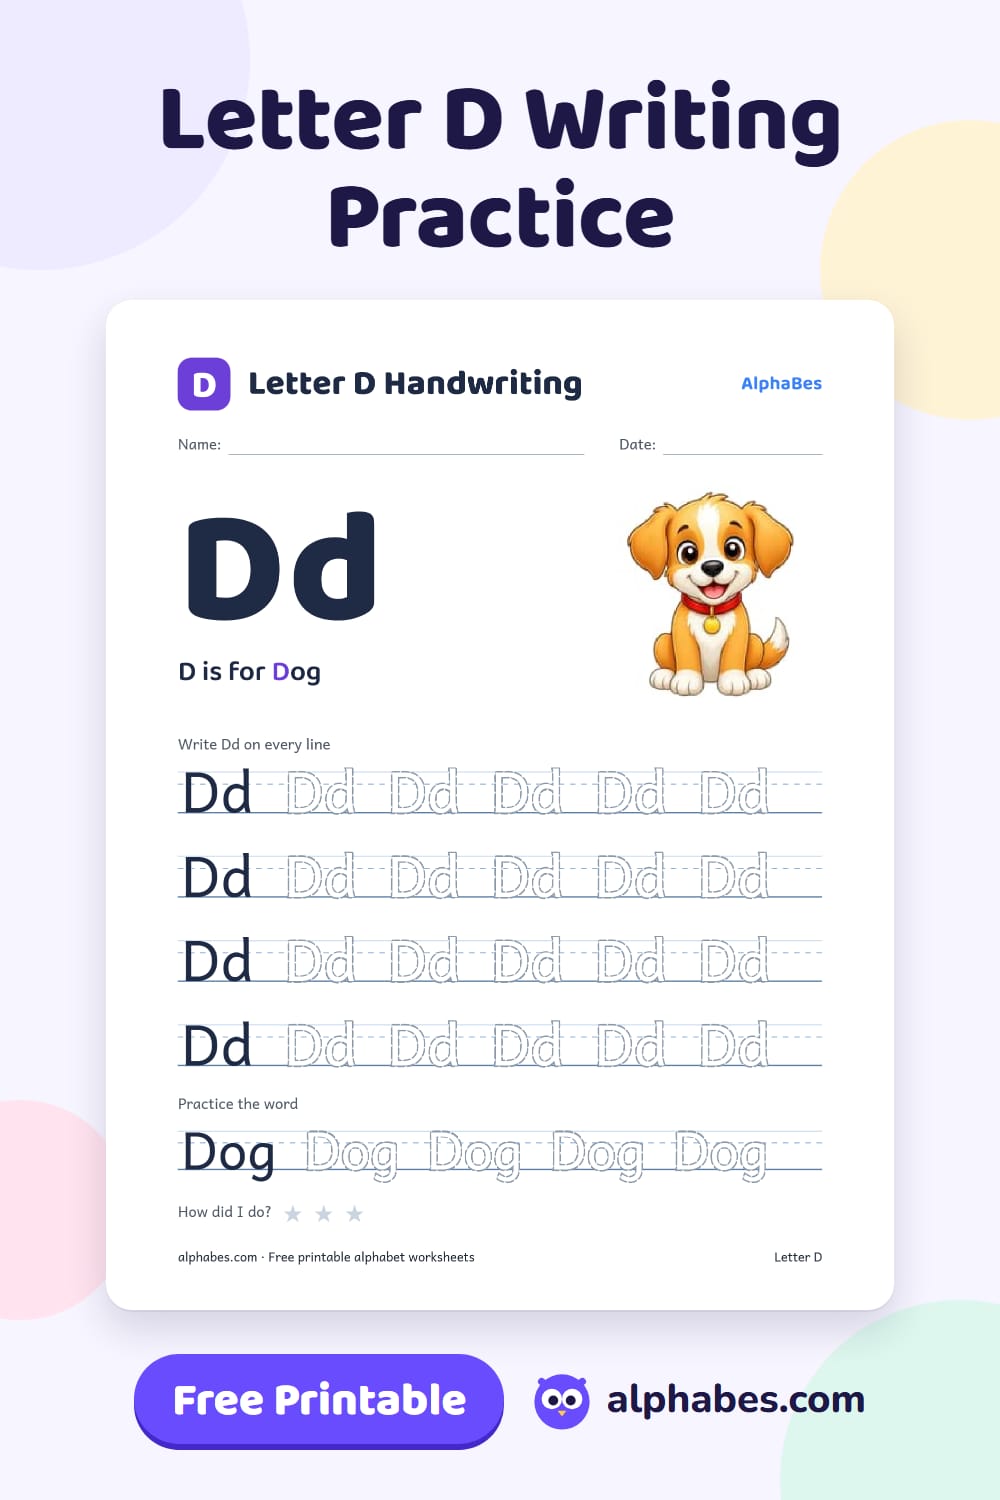 Letter D Writing
Practice
D Letter D Handwriting AlphaBes
Name: Date:
Dd
D is for Dog
Write Dd on every line
Dd Dd Dd Dd Dd Dd
Dd Dd Dd Dd Dd Dd
Dd Dd Dd Dd Dd Dd
Dd Dd Dd Dd Dd Dd
Practice the word
Dog Dog Dog Dog Dog
How did I do? ★ ★ ★
alphabes.com · Free printable alphabet worksheets Letter D
Free Printable alphabes.com